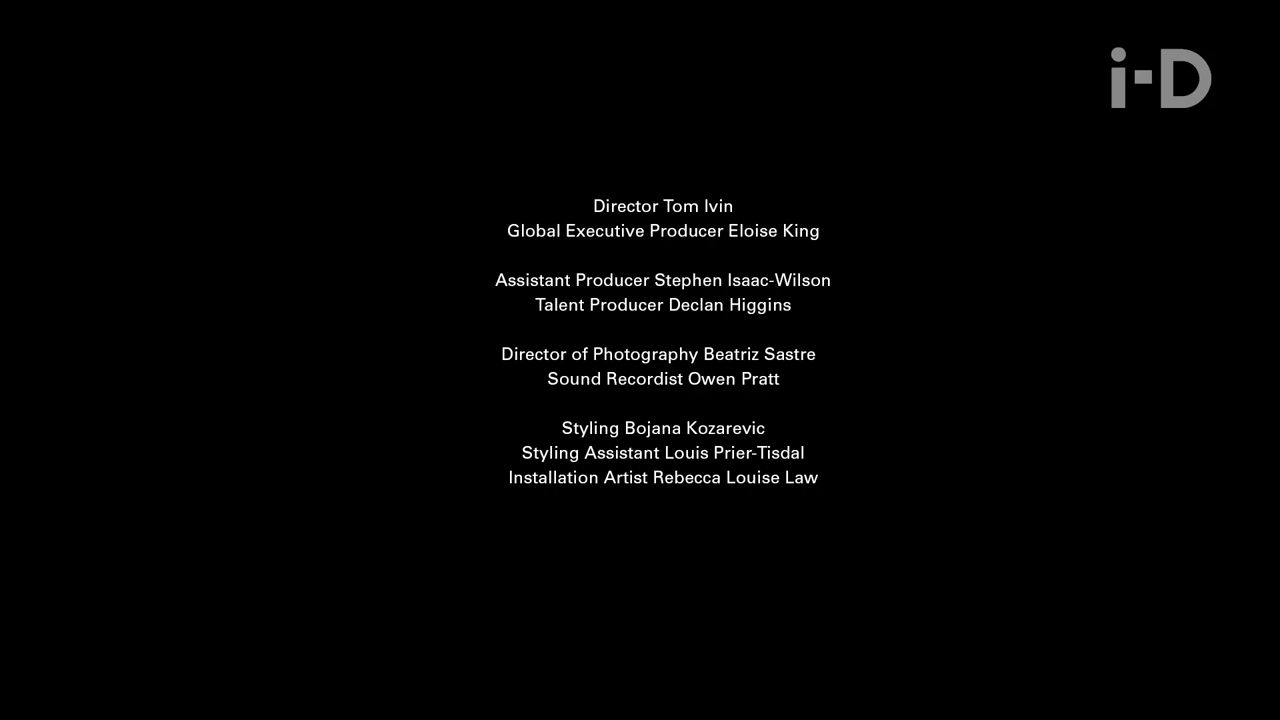 i-D
Director Tom Ivin
Global Executive Producer Eloise King
Assistant Producer Stephen Isaac-Wilson
Talent Producer Declan Higgins
Director of Photography Beatriz Sastre
Sound Recordist Owen Pratt
Styling Bojana Kozarevic
Styling Assistant Louis Prier-Tisdal
Installation Artist Rebecca Louise Law